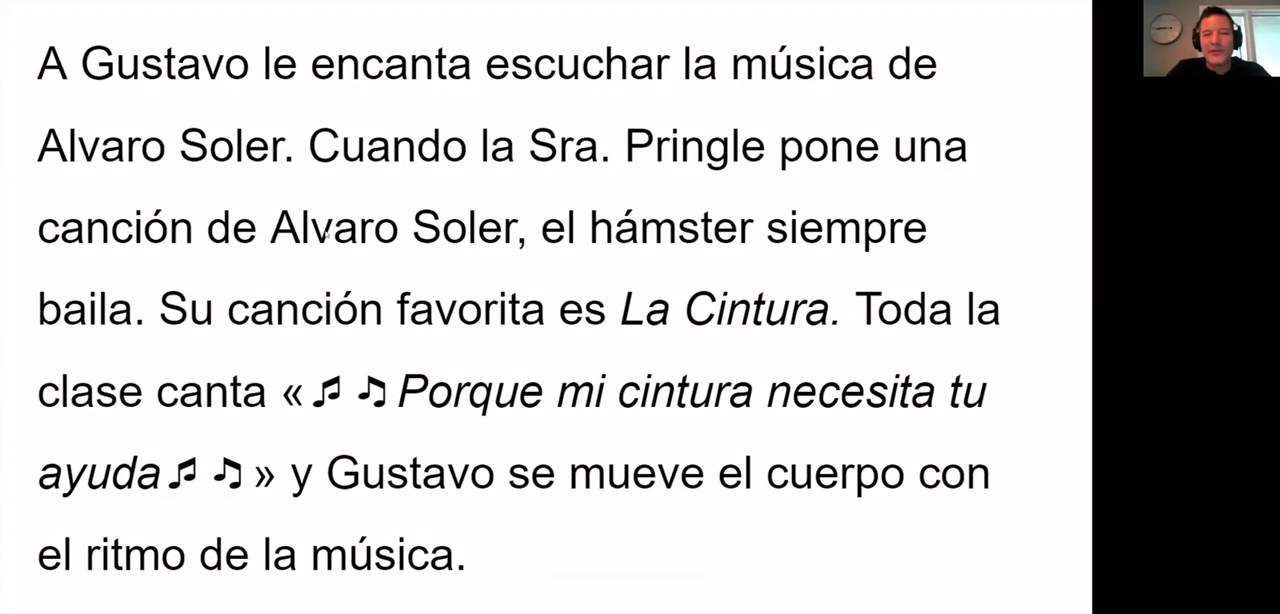 A Gustavo le encanta escuchar la música de
Alvaro Soler. Cuando la Sra. Pringle pone una
canción de Alvaro Soler, el hámster siempre
baila. Su canción favorita es La Cintura. Toda la
clase canta «♬ ♫ Porque mi cintura necesita tu
ayuda♬ ♫ » y Gustavo se mueve el cuerpo con
el ritmo de la música.